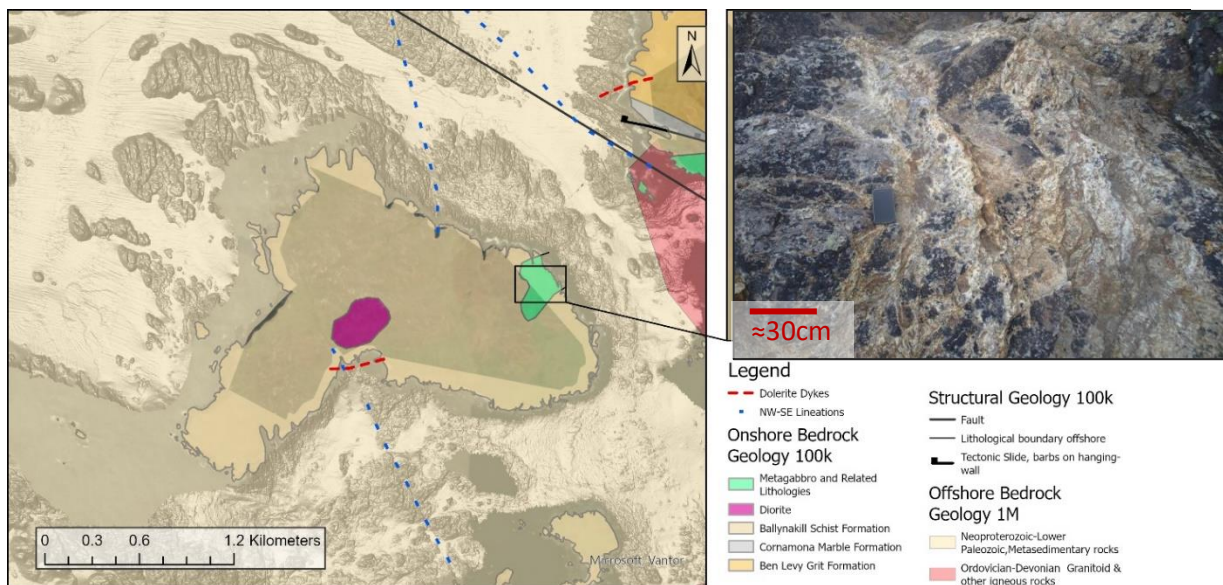 N
≈30cm
0 0.3 0.6 1.2 Kilometers
Microsoft, Vantor
Legend
Dolerite Dykes
NW-SE Lineations
Onshore Bedrock
Geology 100k
Metagabbro and Related
Lithologies
Diorite
Ballynakill Schist Formation
Cornamona Marble Formation
Ben Levy Grit Formation
Structural Geology 100k
Fault
Lithological boundary offshore
Tectonic Slide, barbs on hanging-
wall
Offshore Bedrock
Geology 1M
Neoproterozoic-Lower
Paleozoic,Metasedimentary rocks
Ordovician-Devonian Granitoid &
other igneous rocks